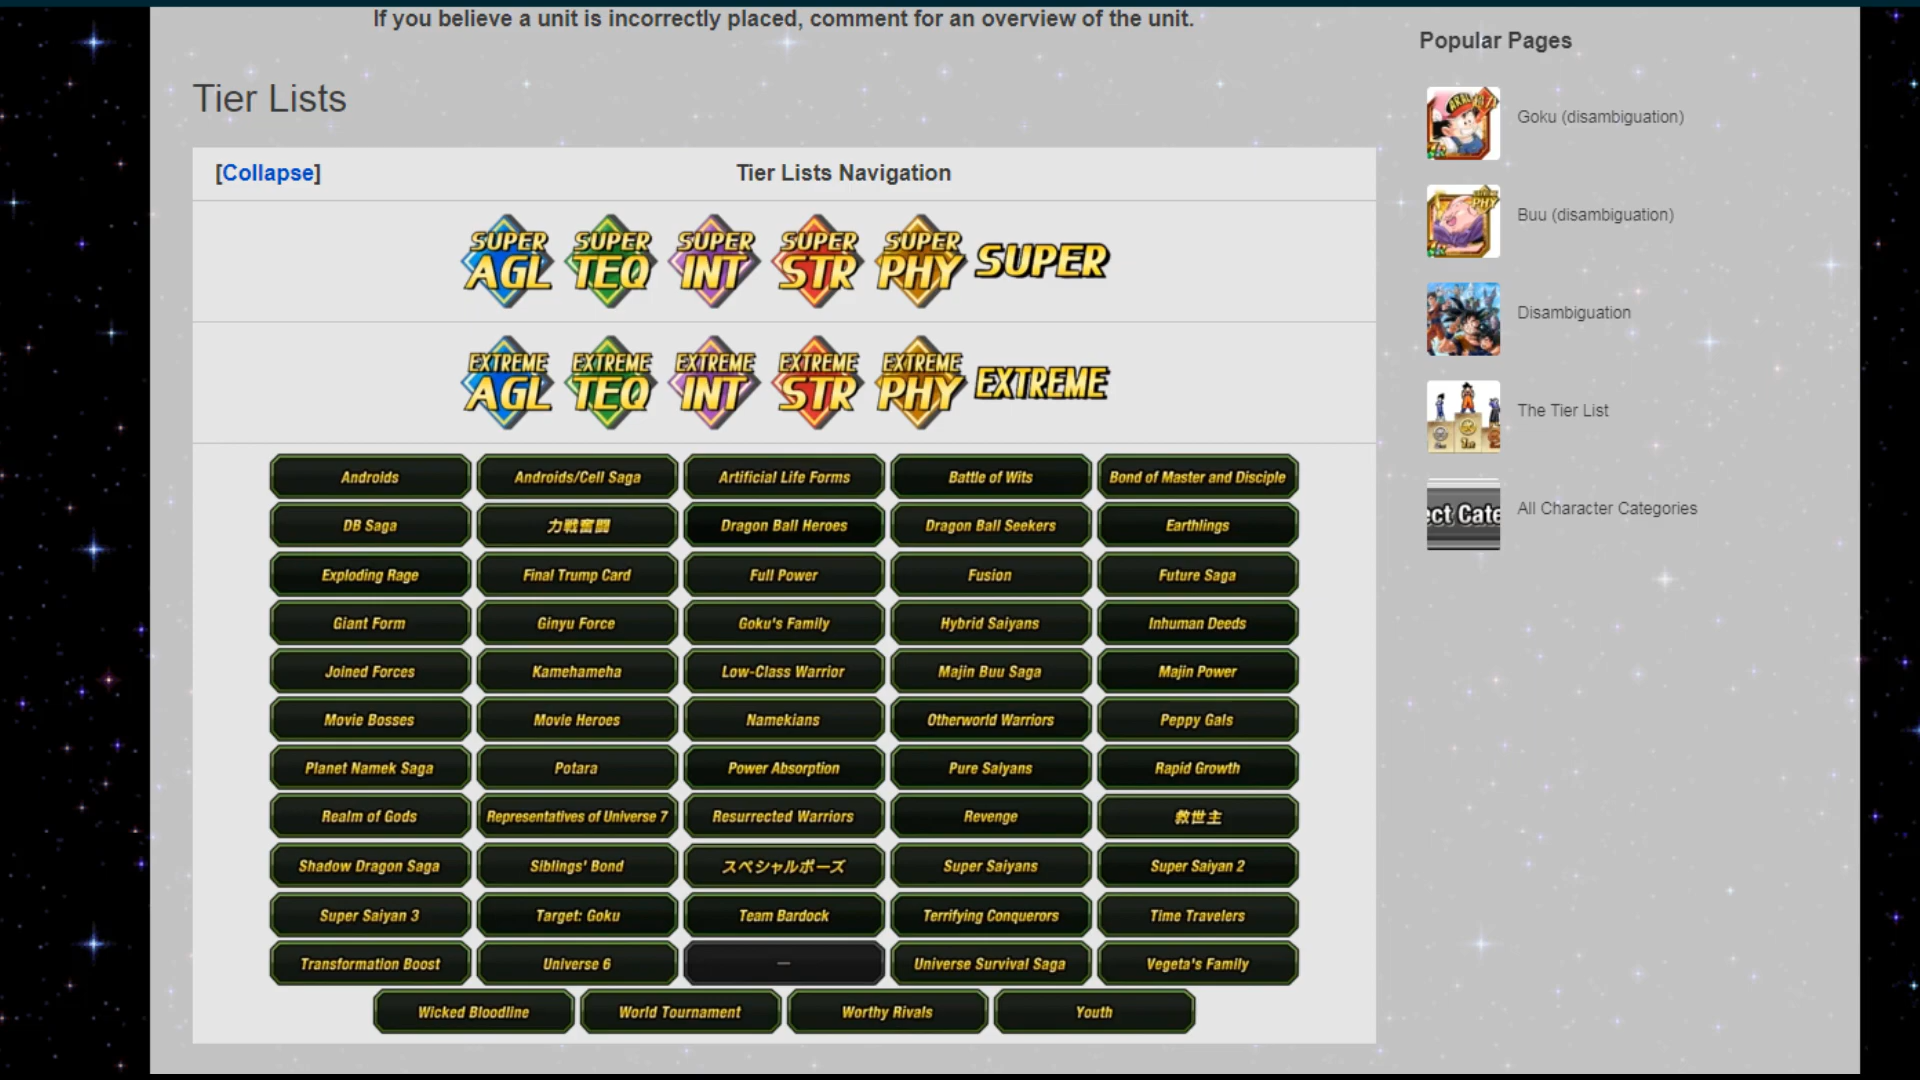 If you believe a unit is incorrectly placed, comment for an overview of the unit.
Tier Lists
[Collapse] Tier Lists Navigation
SUPER AGL SUPER TEQ SUPER INT SUPER STR SUPER PHY SUPER
EXTREME AGL EXTREME TEQ EXTREME INT EXTREME STR EXTREME PHY EXTREME
Androids Androids/Cell Saga Artificial Life Forms Battle of Wits Bond of Master and Disciple
DB Saga 力戦奮闘 Dragon Ball Heroes Dragon Ball Seekers Earthlings
Exploding Rage Final Trump Card Full Power Fusion Future Saga
Giant Form Ginyu Force Goku's Family Hybrid Saiyans Inhuman Deeds
Joined Forces Kamehameha Low-Class Warrior Majin Buu Saga Majin Power
Movie Bosses Movie Heroes Namekians Otherworld Warriors Peppy Gals
Planet Namek Saga Potara Power Absorption Pure Saiyans Rapid Growth
Realm of Gods Representatives of Universe 7 Resurrected Warriors Revenge 救世主
Shadow Dragon Saga Siblings' Bond スペシャルポーズ Super Saiyans Super Saiyan 2
Super Saiyan 3 Target: Goku Team Bardock Terrifying Conquerors Time Travelers
Transformation Boost Universe 6 — Universe Survival Saga Vegeta's Family
Wicked Bloodline World Tournament Worthy Rivals Youth
Popular Pages
Goku (disambiguation)
PHY
Buu (disambiguation)
Disambiguation
The Tier List
ect Cate
All Character Categories